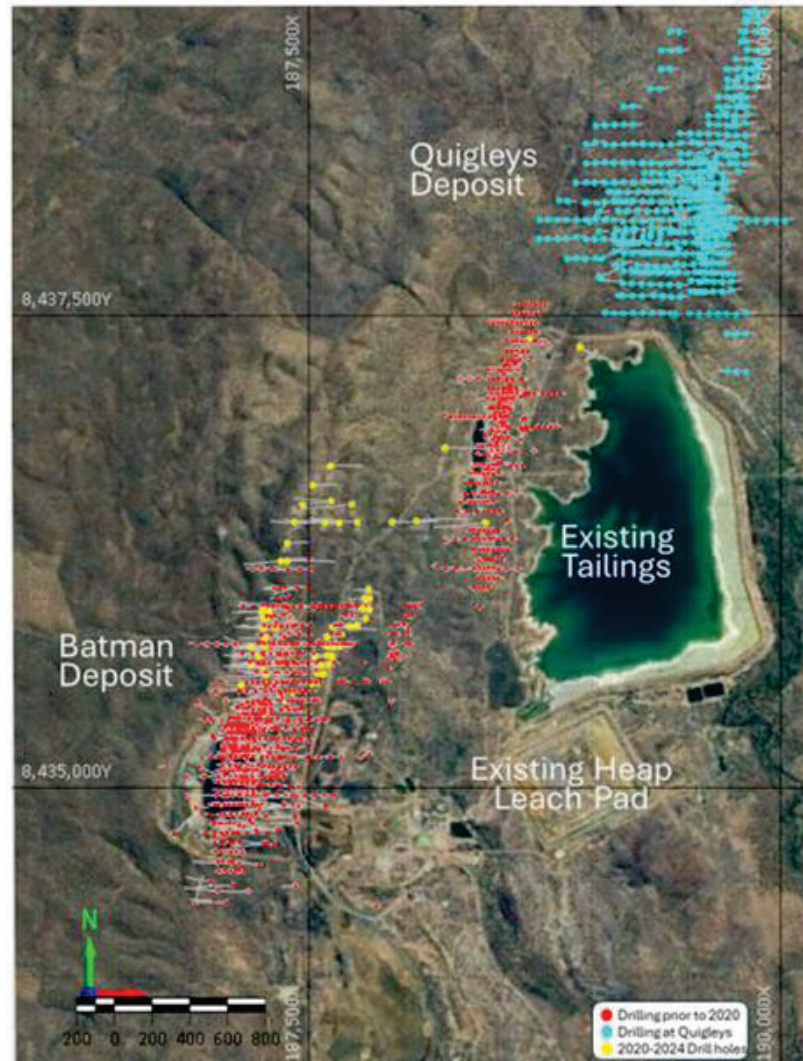 187,500X
190,000X
Quigleys
Deposit
8,437,500Y
Existing
Tailings
Batman
Deposit
8,435,000Y
Existing Heap
Leach Pad
N
200 0. 200 400 600 800
187,500X
190,000X
Drilling prior to 2020
Drilling at Quigleys
2020-2024 Drill holes